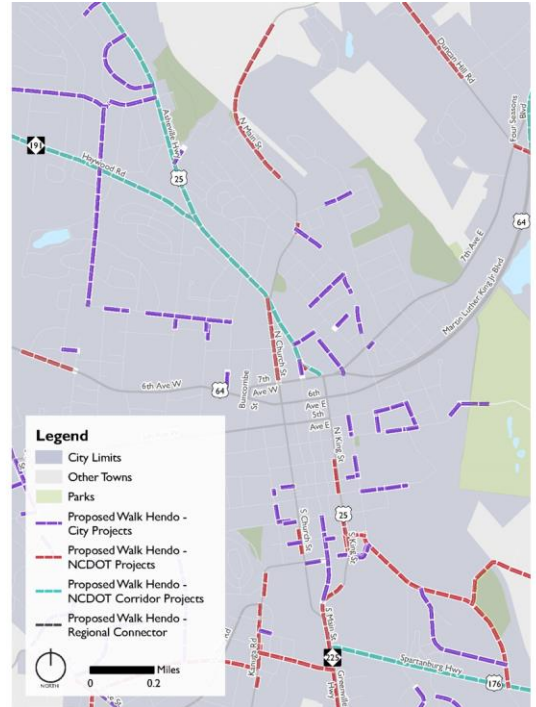 Duncan Hill Rd
N Main St
Four Seasons
Blvd
Asheville Hwy
191
Haywood Rd
25
64
7th Ave E
Martin Luther King Jr. Blvd
N Church St
6th Ave W
64
Buncombe
St
7th
Ave W
6th
Ave E
5th
Ave E
N King St
25
S Church St
S King St
S Main St
Kanuga Rd
225
Greenville
Hwy
Spartanburg Hwy
176
Legend
City Limits
Other Towns
Parks
Proposed Walk Hendo -
City Projects
Proposed Walk Hendo -
NCDOT Projects
Proposed Walk Hendo -
NCDOT Corridor Projects
Proposed Walk Hendo -
Regional Connector
NORTH
Miles
0 0.2
Rd
St